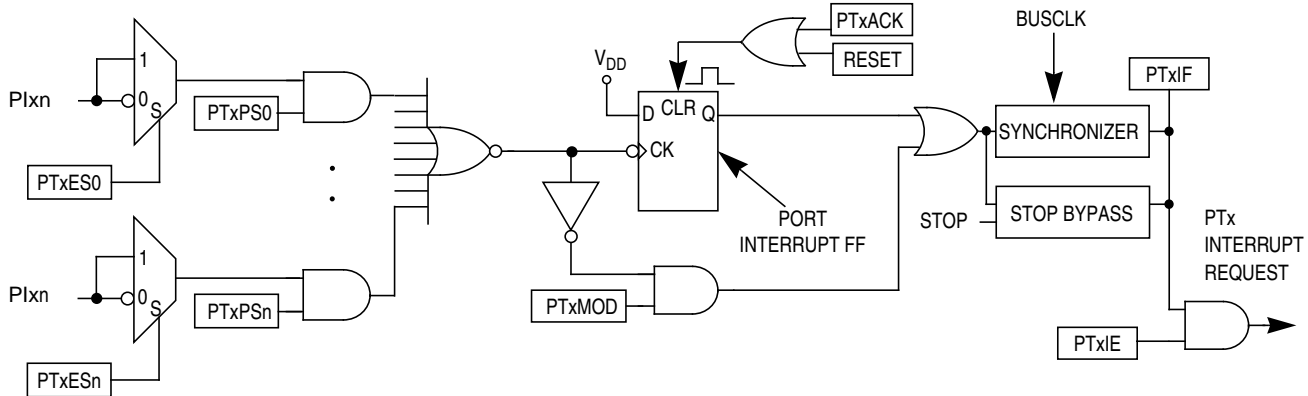 PTxACK
RESET
BUSCLK
VDD
PTxIF
1
PIxn
0
S
PTxPS0
D CLR Q
CK
SYNCHRONIZER
PTxES0
PORT
INTERRUPT FF
STOP
STOP BYPASS
PTx
INTERRUPT
REQUEST
1
PIxn
0
S
PTxPSn
PTxMOD
PTxIE
PTxESn